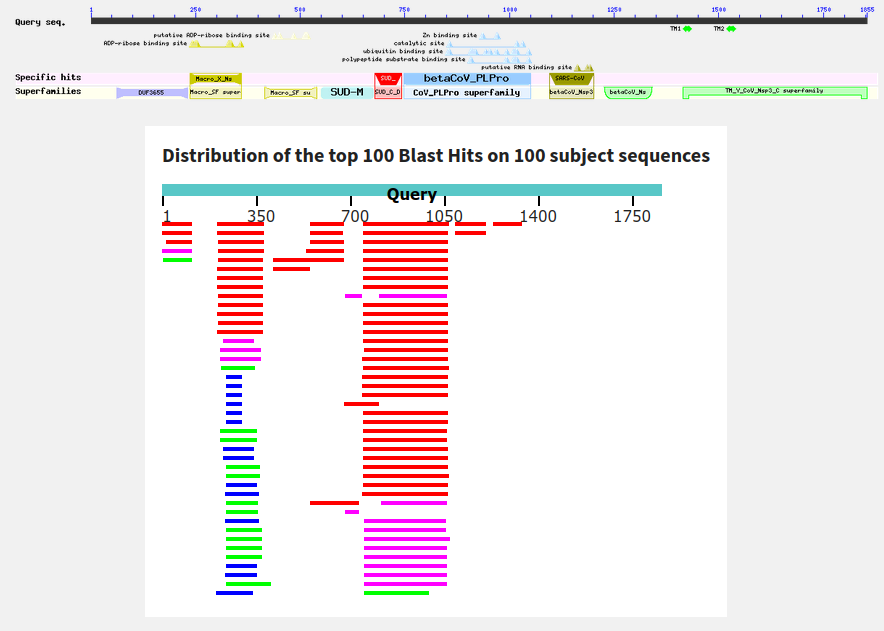 Query seq.
1 250 500 750 1000 1250 1500 1750 1855
TM1 TM2
putative ADP-ribose binding site Zn binding site
ADP-ribose binding site catalytic site
ubiquitin binding site
polypeptide substrate binding site
putative RNA binding site
Specific hits Macro_X_Ns SUD_ betaCoV_PLPro SARS-CoV
Superfamilies DUF3655 Macro_SF super Macro_SF su SUD-M SUD_C_D CoV_PLPro superfamily betaCoV_Nsp3 betaCoV_Ns TM_Y_CoV_Nsp3_C superfamily
Distribution of the top 100 Blast Hits on 100 subject sequences
Query
1 350 700 1050 1400 1750